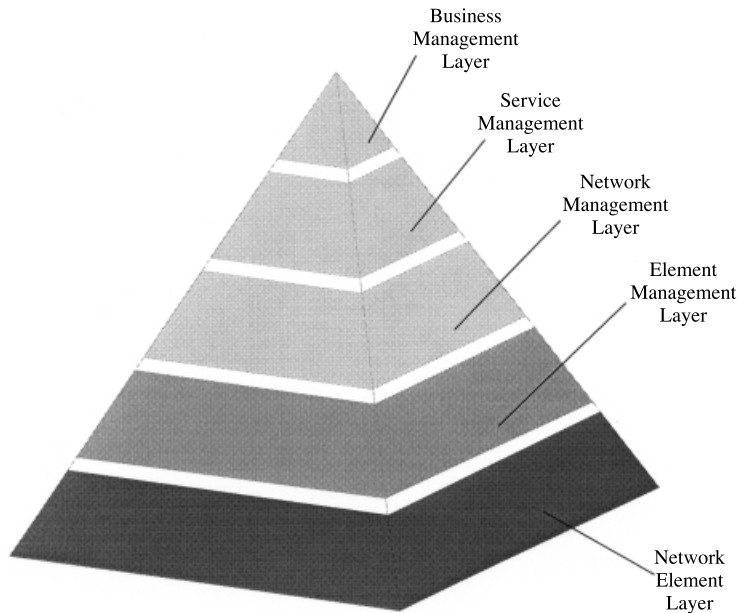 Business
Management
Layer
Service
Management
Layer
Network
Management
Layer
Element
Management
Layer
Network
Element
Layer